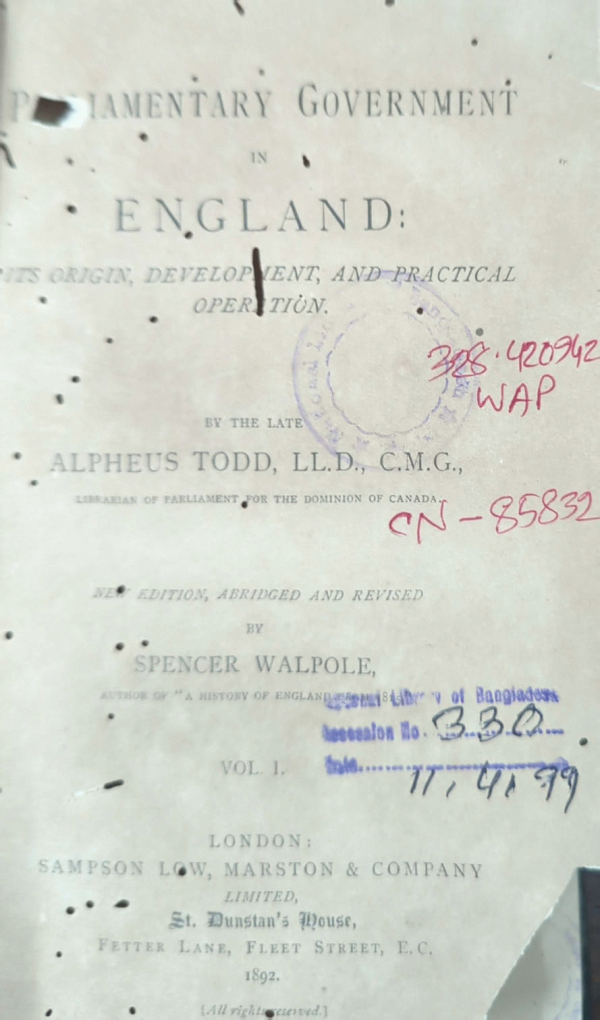 PARLIAMENTARY GOVERNMENT
IN
ENGLAND:
ITS ORIGIN, DEVELOPMENT, AND PRACTICAL
OPERATION.
328.420942
WAP
BY THE LATE
ALPHEUS TODD, LL.D., C.M.G.,
LIBRARIAN OF PARLIAMENT FOR THE DOMINION OF CANADA.
CN - 85832
NEW EDITION, ABRIDGED AND REVISED
BY
SPENCER WALPOLE,
AUTHOR OF "A HISTORY OF ENGLAND
National Library of Bangladesh
Accession No. 330
Date 11.4.99
VOL. I.
LONDON:
SAMPSON LOW, MARSTON & COMPANY
LIMITED,
St. Dunstan's House,
FETTER LANE, FLEET STREET, E.C.
1892.
[All rights reserved.]